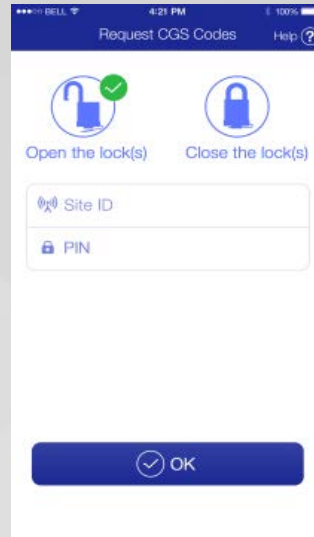 BELL 4:21 PM 100%
Request CGS Codes Help ?
Open the lock(s) Close the lock(s)
Site ID
PIN
OK